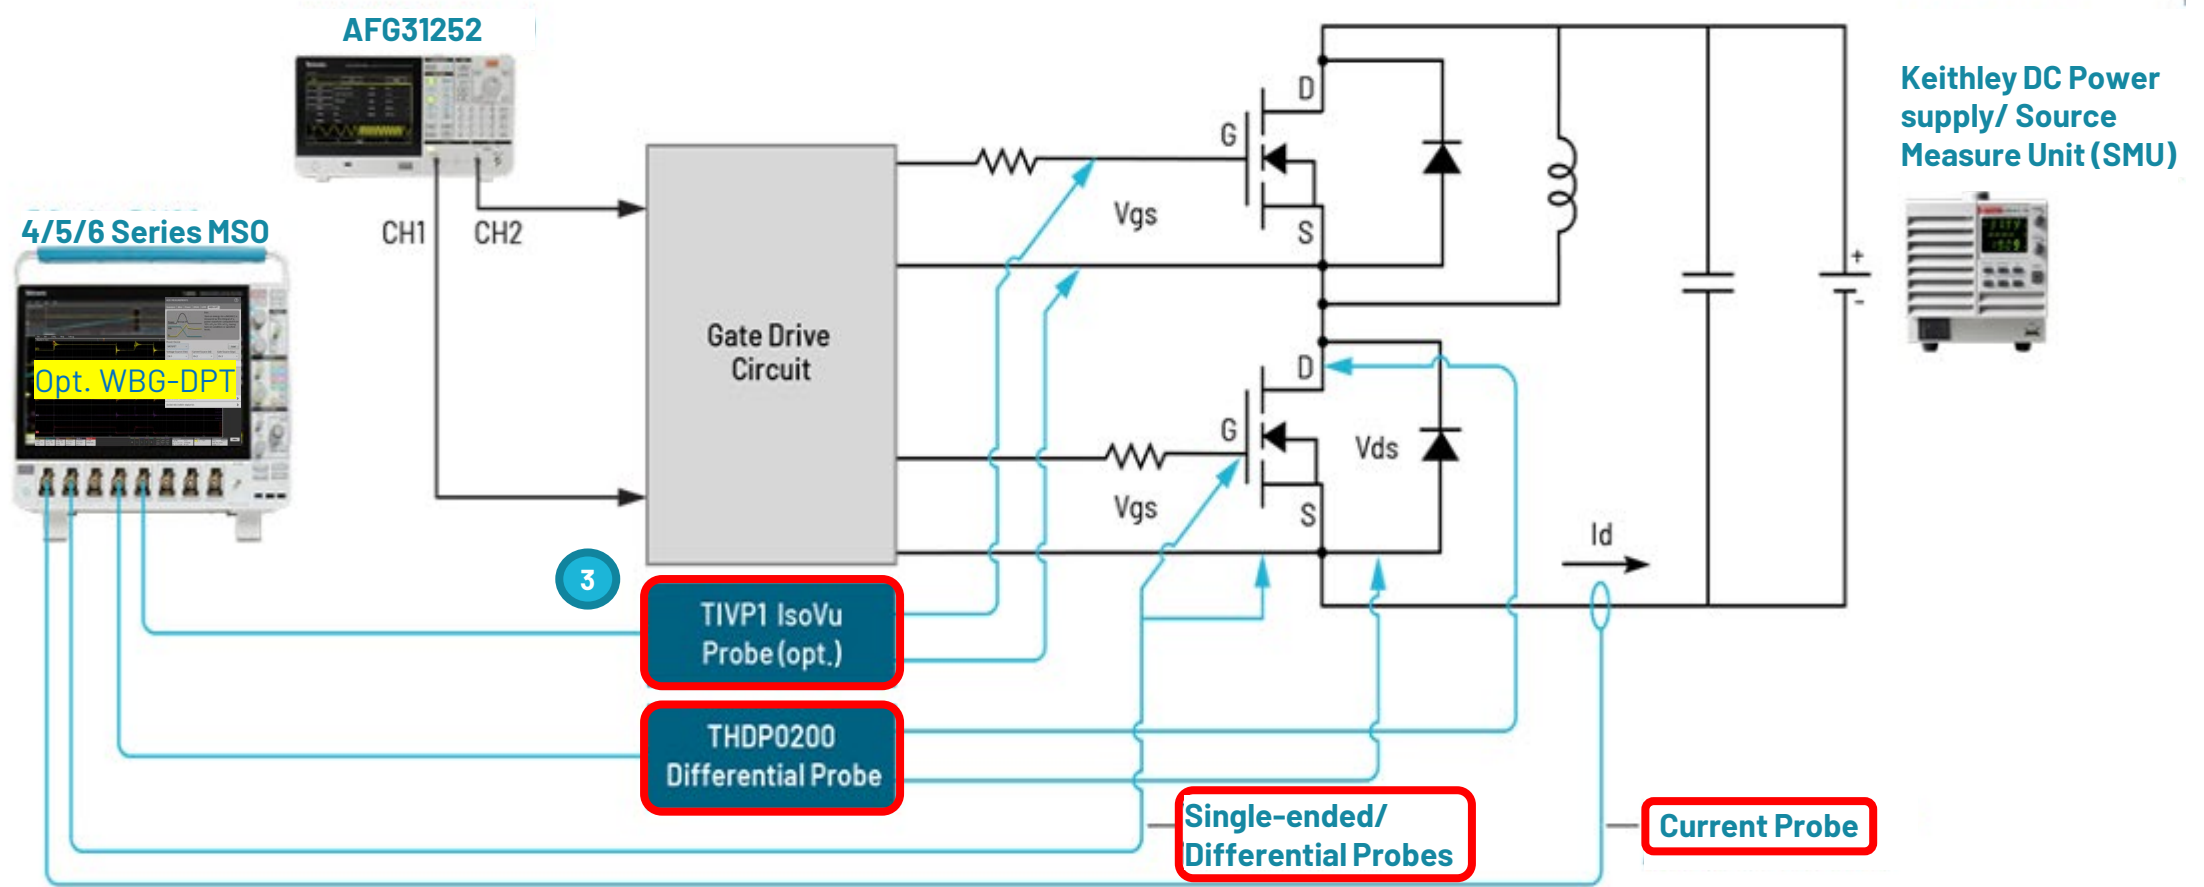 AFG31252
Keithley DC Power
supply/ Source
Measure Unit (SMU)
4/5/6 Series MSO
Opt. WBG-DPT
CH1
CH2
Gate Drive
Circuit
D
G
S
Vgs
D
G
S
Vgs
Vds
Id
+
-
3
TIVP1 IsoVu
Probe (opt.)
THDP0200
Differential Probe
Single-ended/
Differential Probes
Current Probe